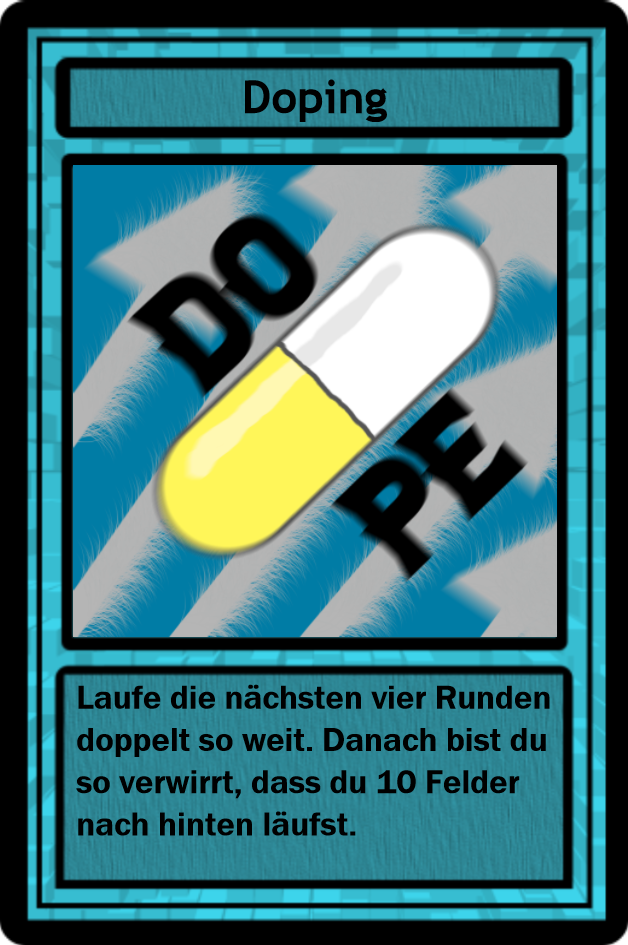 Doping
DO
PE
Laufe die nächsten vier Runden
doppelt so weit. Danach bist du
so verwirrt, dass du 10 Felder
nach hinten läufst.